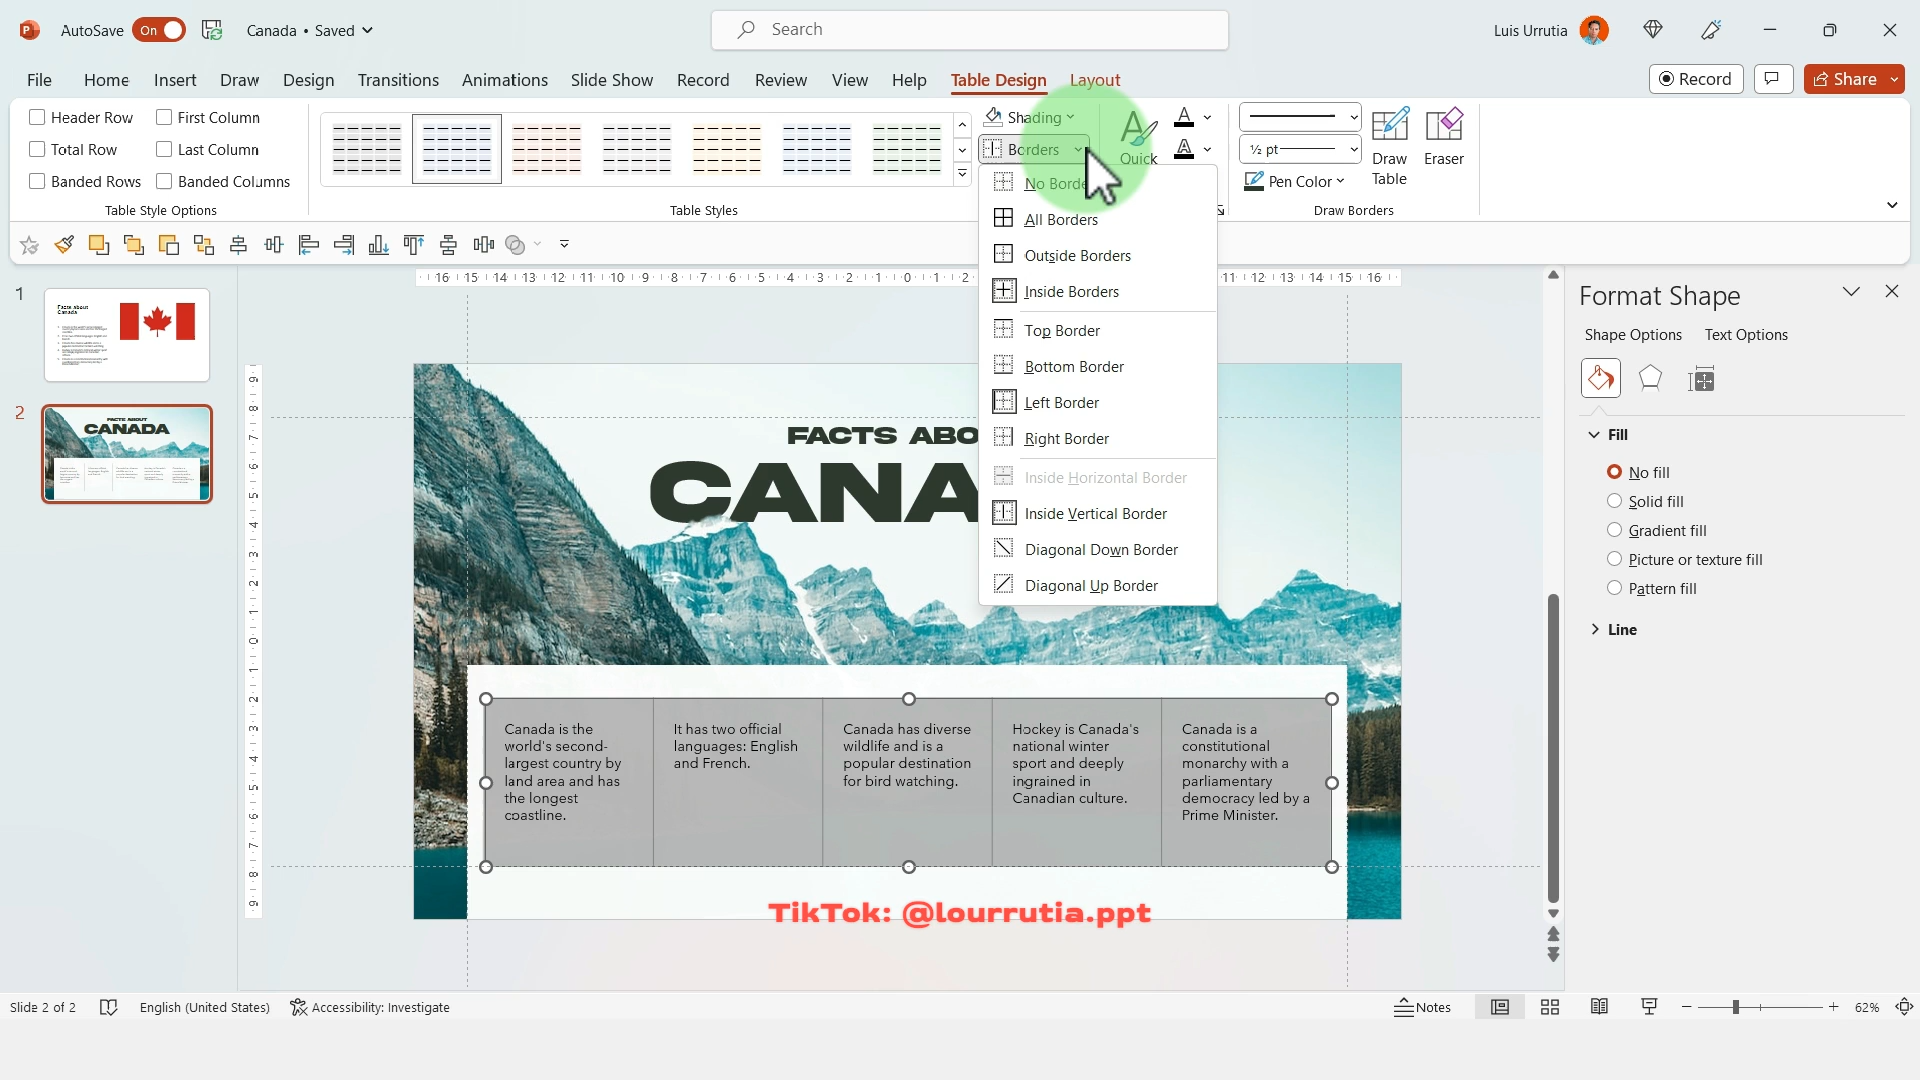 AutoSave On Canada • Saved
Search
Luis Urrutia
File Home Insert Draw Design Transitions Animations Slide Show Record Review View Help Table Design Layout
Record
Share
Header Row First Column
Total Row Last Column
Banded Rows Banded Columns
Table Style Options
Table Styles
Shading
Borders
Quick
½ pt
Pen Color
Draw
Table
Eraser
Draw Borders
No Borde
All Borders
Outside Borders
Inside Borders
Top Border
Bottom Border
Left Border
Right Border
Inside Horizontal Border
Inside Vertical Border
Diagonal Down Border
Diagonal Up Border
1
Facts about
Canada
2
FACTS ABOUT
CANADA
FACTS ABO
CANA
Canada is the
world's second-
largest country by
land area and has
the longest
coastline.
It has two official
languages: English
and French.
Canada has diverse
wildlife and is a
popular destination
for bird watching.
Hockey is Canada's
national winter
sport and deeply
ingrained in
Canadian culture.
Canada is a
constitutional
monarchy with a
parliamentary
democracy led by a
Prime Minister.
TikTok: @lourrutia.ppt
Format Shape
Shape Options Text Options
Fill
No fill
Solid fill
Gradient fill
Picture or texture fill
Pattern fill
Line
Slide 2 of 2 English (United States) Accessibility: Investigate
Notes
62%